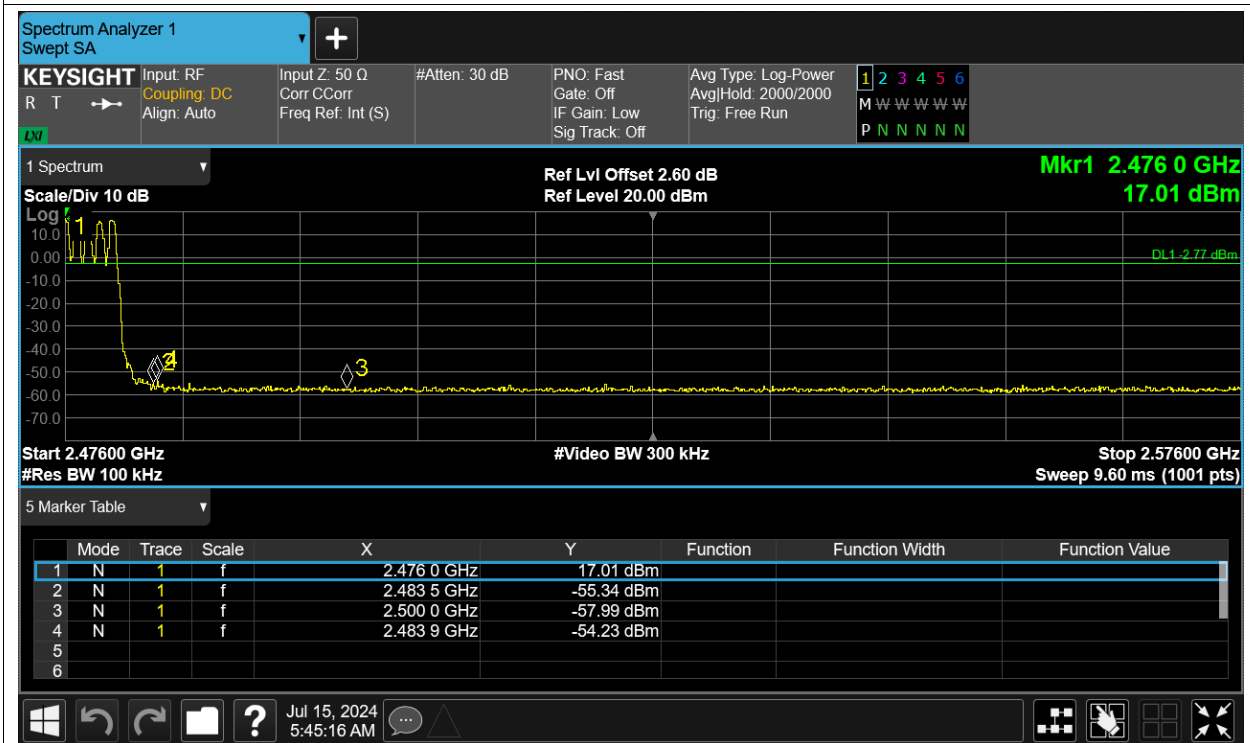 Spectrum Analyzer 1
Swept SA
KEYSIGHT
R T
LXI
Input: RF
Coupling: DC
Align: Auto
Input Z: 50 Ω
Corr CCorr
Freq Ref: Int (S)
#Atten: 30 dB
PNO: Fast
Gate: Off
IF Gain: Low
Sig Track: Off
Avg Type: Log-Power
Avg|Hold: 2000/2000
Trig: Free Run
1 2 3 4 5 6
M W W W W W
P N N N N N
1 Spectrum
Scale/Div 10 dB
Ref Lvl Offset 2.60 dB
Ref Level 20.00 dBm
Mkr1 2.476 0 GHz
17.01 dBm
Log
10.0
0.00
-10.0
-20.0
-30.0
-40.0
-50.0
-60.0
-70.0
1
3
DL1 -2.77 dBm
Start 2.47600 GHz
#Res BW 100 kHz
#Video BW 300 kHz
Stop 2.57600 GHz
Sweep 9.60 ms (1001 pts)
5 Marker Table
Mode Trace Scale X Y Function Function Width Function Value
1 N 1 f 2.476 0 GHz 17.01 dBm
2 N 1 f 2.483 5 GHz -55.34 dBm
3 N 1 f 2.500 0 GHz -57.99 dBm
4 N 1 f 2.483 9 GHz -54.23 dBm
5
6
?
Jul 15, 2024
5:45:16 AM